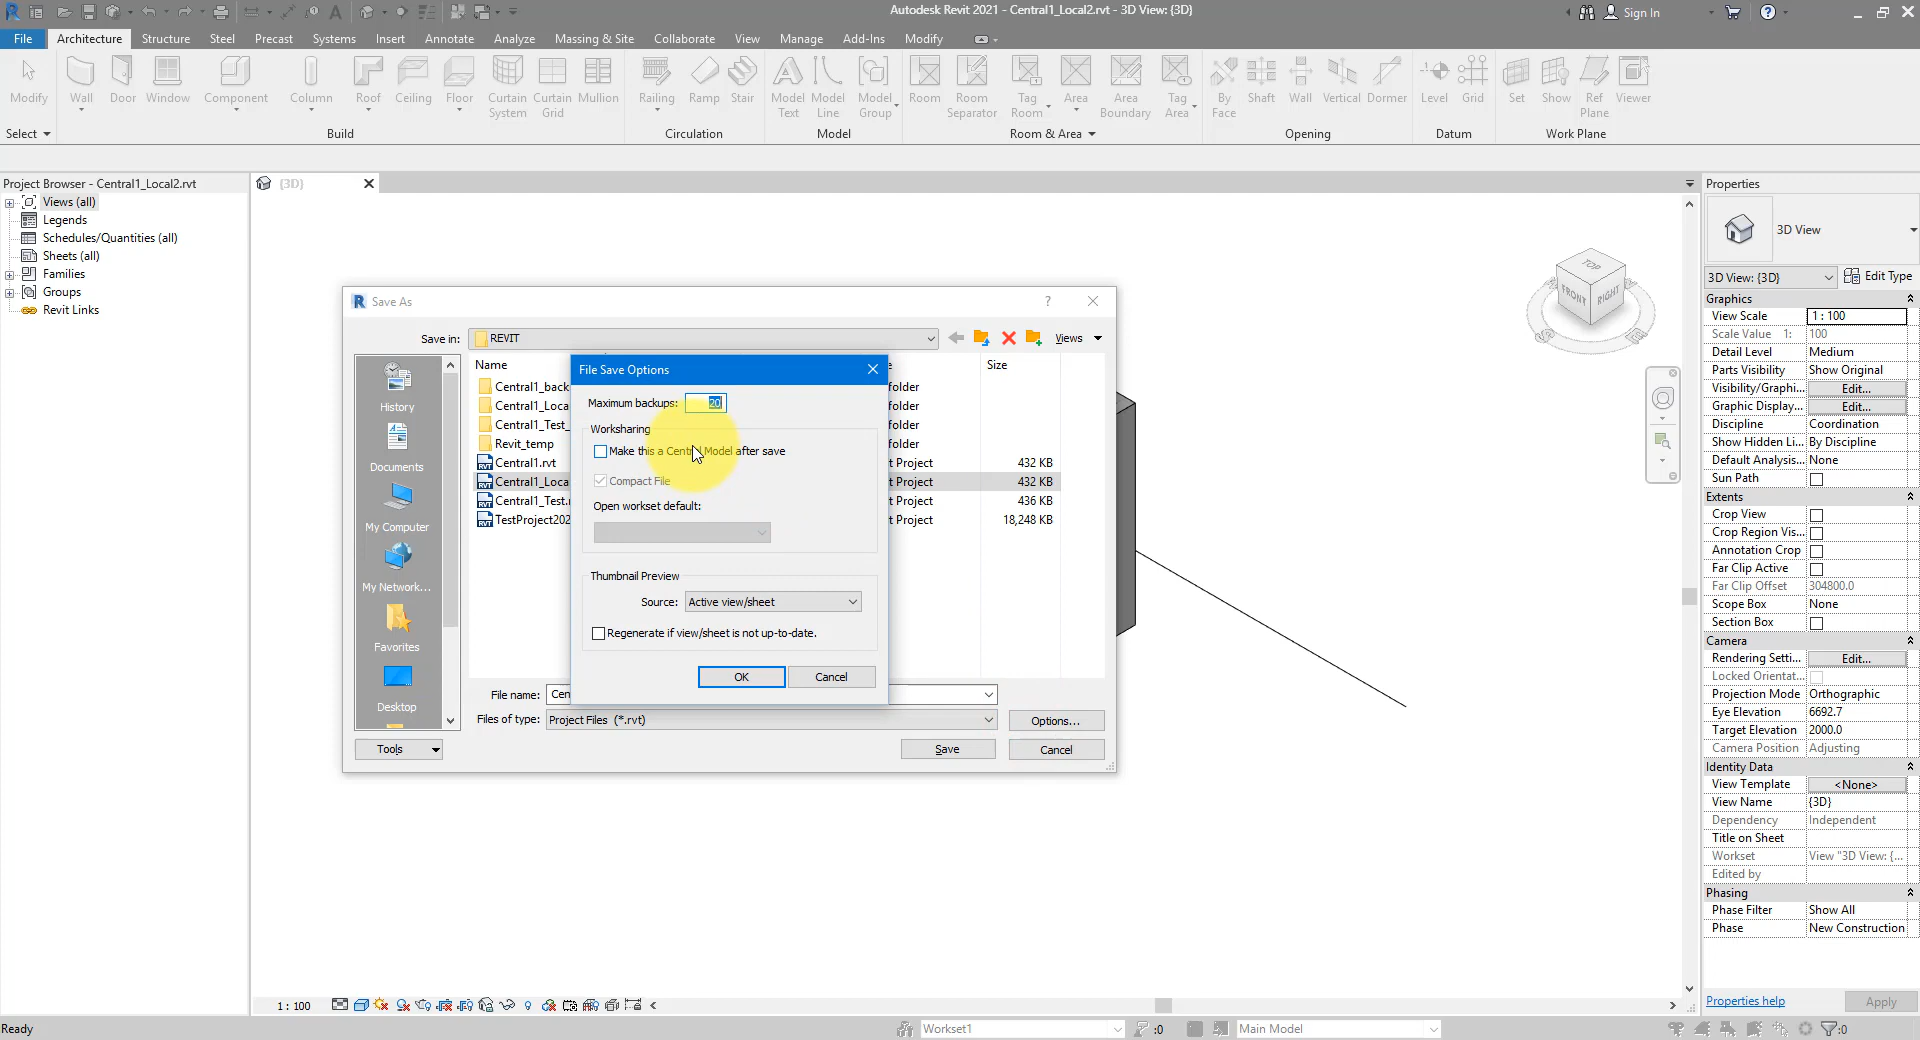 Autodesk Revit 2021 - Central1_Local2.rvt - 3D View: {3D}
Sign In
File Architecture Structure Steel Precast Systems Insert Annotate Analyze Massing & Site Collaborate View Manage Add-Ins Modify
Modify Wall Door Window Component Column Roof Ceiling Floor Curtain System Curtain Grid Mullion Railing Ramp Stair Model Text Model Line Model Group Room Room Separator Tag Room Area Area Boundary Tag Area By Face Shaft Wall Vertical Dormer Level Grid Set Show Ref Plane Viewer
Select Build Circulation Model Room & Area Opening Datum Work Plane
Project Browser - Central1_Local2.rvt
Views (all)
Legends
Schedules/Quantities (all)
Sheets (all)
Families
Groups
Revit Links
{3D}
TOP
FRONT
RIGHT
Save As
Save in: REVIT
Views
History
Documents
My Computer
My Network...
Favorites
Desktop
Name Size
Central1_back folder
Central1_Loca folder
Central1_Test_ folder
Revit_temp folder
Central1.rvt t Project 432 KB
Central1_Loca t Project 432 KB
Central1_Test.r t Project 436 KB
TestProject202 t Project 18,248 KB
File name: Cen
Files of type: Project Files (*.rvt)
Options...
Tools
Save
Cancel
File Save Options
Maximum backups: 20
Worksharing
Make this a Central Model after save
Compact File
Open workset default:
Thumbnail Preview
Source: Active view/sheet
Regenerate if view/sheet is not up-to-date.
OK
Cancel
Properties
3D View
3D View: {3D} Edit Type
Graphics
View Scale 1 : 100
Scale Value 1: 100
Detail Level Medium
Parts Visibility Show Original
Visibility/Graphi... Edit...
Graphic Display... Edit...
Discipline Coordination
Show Hidden Li... By Discipline
Default Analysis... None
Sun Path
Extents
Crop View
Crop Region Vis...
Annotation Crop
Far Clip Active
Far Clip Offset 304800.0
Scope Box None
Section Box
Camera
Rendering Setti... Edit...
Locked Orientat...
Projection Mode Orthographic
Eye Elevation 6692.7
Target Elevation 2000.0
Camera Position Adjusting
Identity Data
View Template <None>
View Name {3D}
Dependency Independent
Title on Sheet
Workset View "3D View: {...
Edited by
Phasing
Phase Filter Show All
Phase New Construction
Properties help
Apply
1 : 100
Ready
Workset1
:0
Main Model
:0